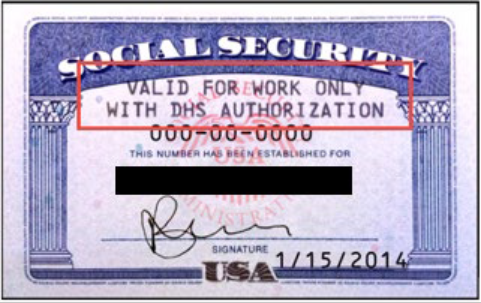 SOCIAL SECURITY
VALID FOR WORK ONLY
WITH DHS AUTHORIZATION
000-00-0000
THIS NUMBER HAS BEEN ESTABLISHED FOR
USA
SIGNATURE
USA 1/15/2014